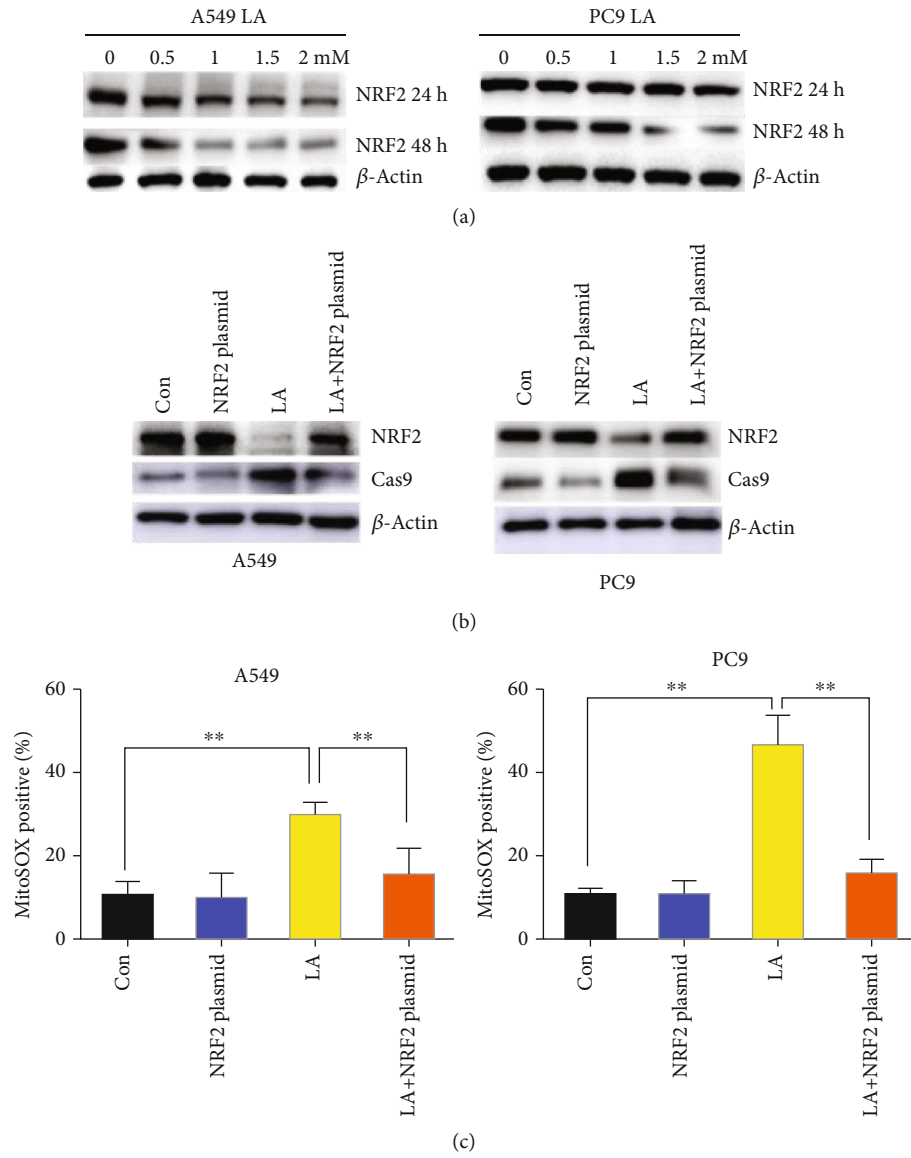 A549 LA
0 0.5 1 1.5 2 mM
NRF2 24 h
NRF2 48 h
β-Actin
PC9 LA
0 0.5 1 1.5 2 mM
NRF2 24 h
NRF2 48 h
β-Actin
(a)
Con
NRF2 plasmid
LA
LA+NRF2 plasmid
NRF2
Cas9
β-Actin
A549
Con
NRF2 plasmid
LA
LA+NRF2 plasmid
NRF2
Cas9
β-Actin
PC9
(b)
A549
MitoSOX positive (%)
60
40
20
0
**
**
Con
NRF2 plasmid
LA
LA+NRF2 plasmid
PC9
MitoSOX positive (%)
60
40
20
0
**
**
Con
NRF2 plasmid
LA
LA+NRF2 plasmid
(c)